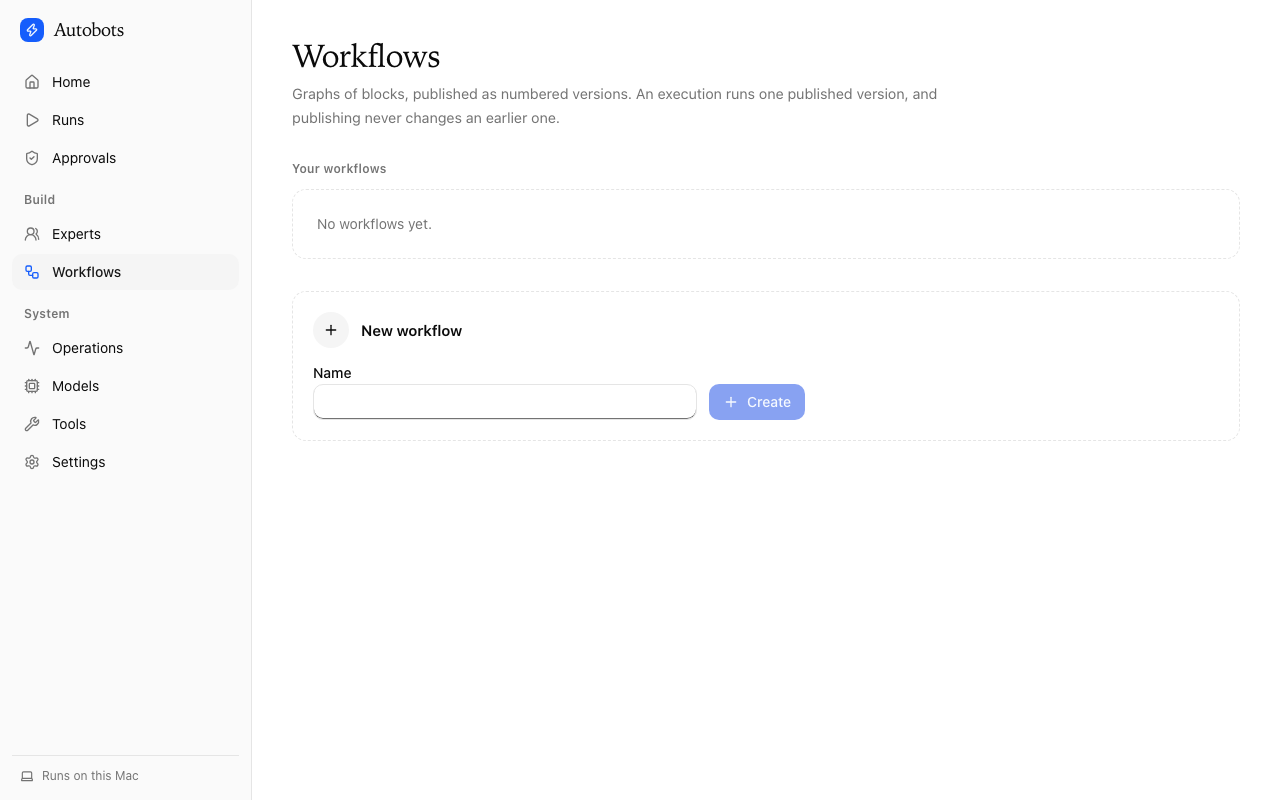 Autobots
Home
Runs
Approvals
Build
Experts
Workflows
System
Operations
Models
Tools
Settings
Runs on this Mac
Workflows
Graphs of blocks, published as numbered versions. An execution runs one published version, and
publishing never changes an earlier one.
Your workflows
No workflows yet.
New workflow
Name
Create